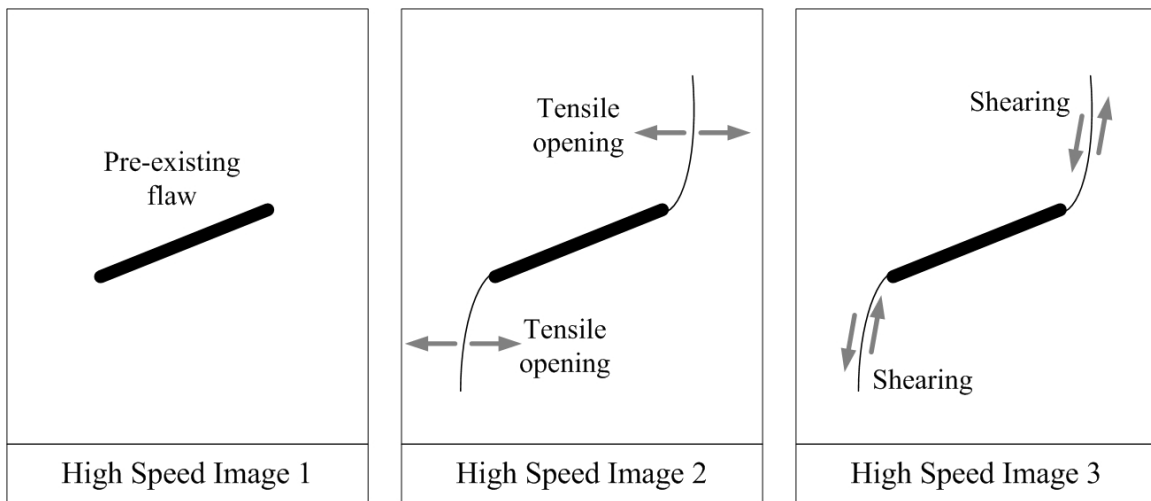 Pre-existing
flaw
High Speed Image 1
Tensile
opening
Tensile
opening
High Speed Image 2
Shearing
Shearing
High Speed Image 3